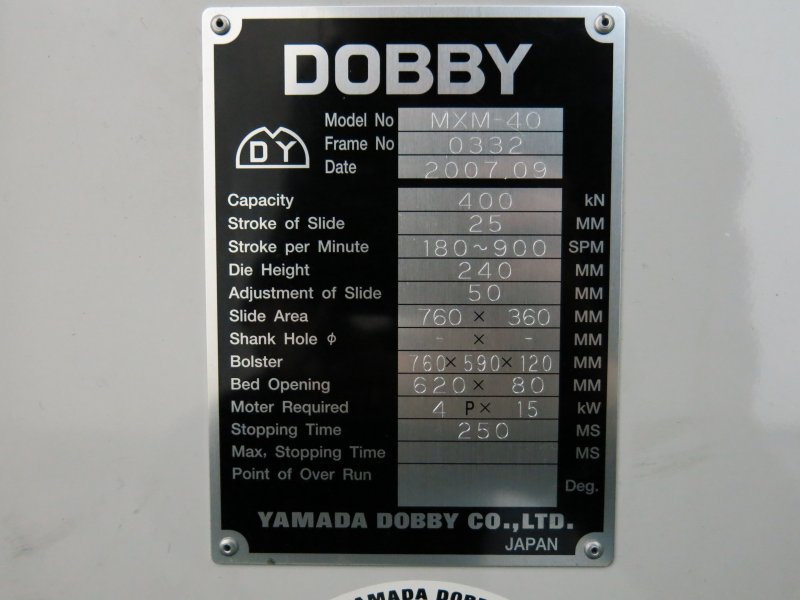 DOBBY
DY
Model No MXM-40
Frame No 0332
Date 2007.09
Capacity 400 kN
Stroke of Slide 25 MM
Stroke per Minute 180~900 SPM
Die Height 240 MM
Adjustment of Slide 50 MM
Slide Area 760 × 360 MM
Shank Hole φ - × - MM
Bolster 760×590×120 MM
Bed Opening 620× 80 MM
Moter Required 4 P× 15 kW
Stopping Time 250 MS
Max, Stopping Time MS
Point of Over Run Deg.
YAMADA DOBBY CO.,LTD.
JAPAN
YAMADA DOBBY